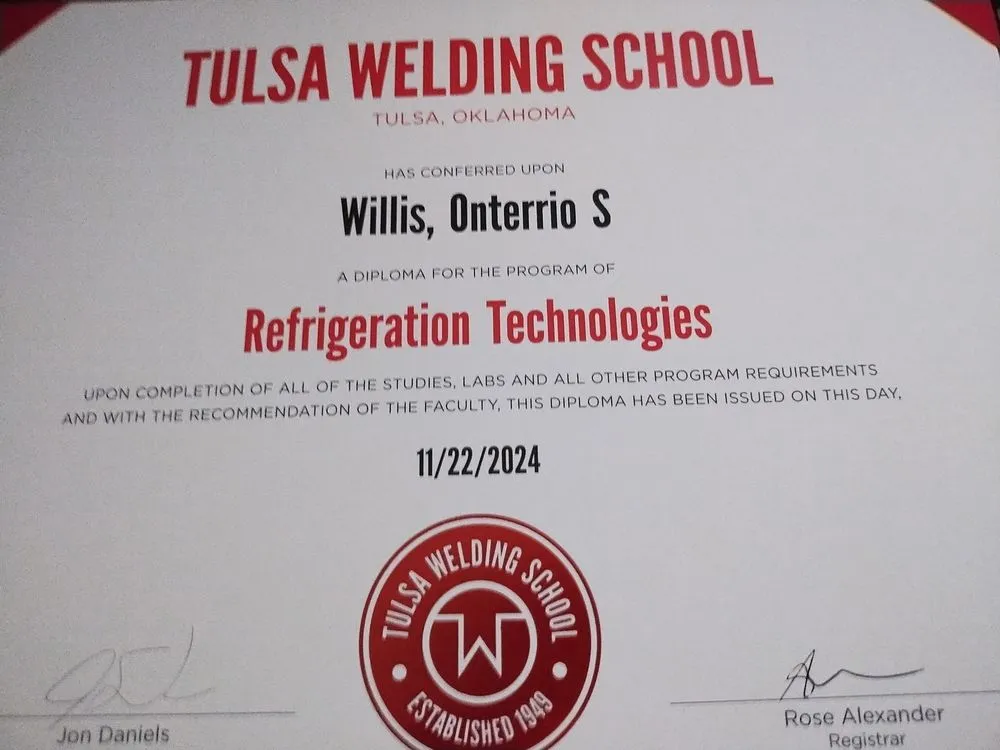 TULSA WELDING SCHOOL
TULSA, OKLAHOMA
HAS CONFERRED UPON
Willis, Onterrio S
A DIPLOMA FOR THE PROGRAM OF
Refrigeration Technologies
UPON COMPLETION OF ALL OF THE STUDIES, LABS AND ALL OTHER PROGRAM REQUIREMENTS
AND WITH THE RECOMMENDATION OF THE FACULTY, THIS DIPLOMA HAS BEEN ISSUED ON THIS DAY,
11/22/2024
TULSA WELDING SCHOOL
TW
ESTABLISHED 1949
Jon Daniels
Rose Alexander
Registrar